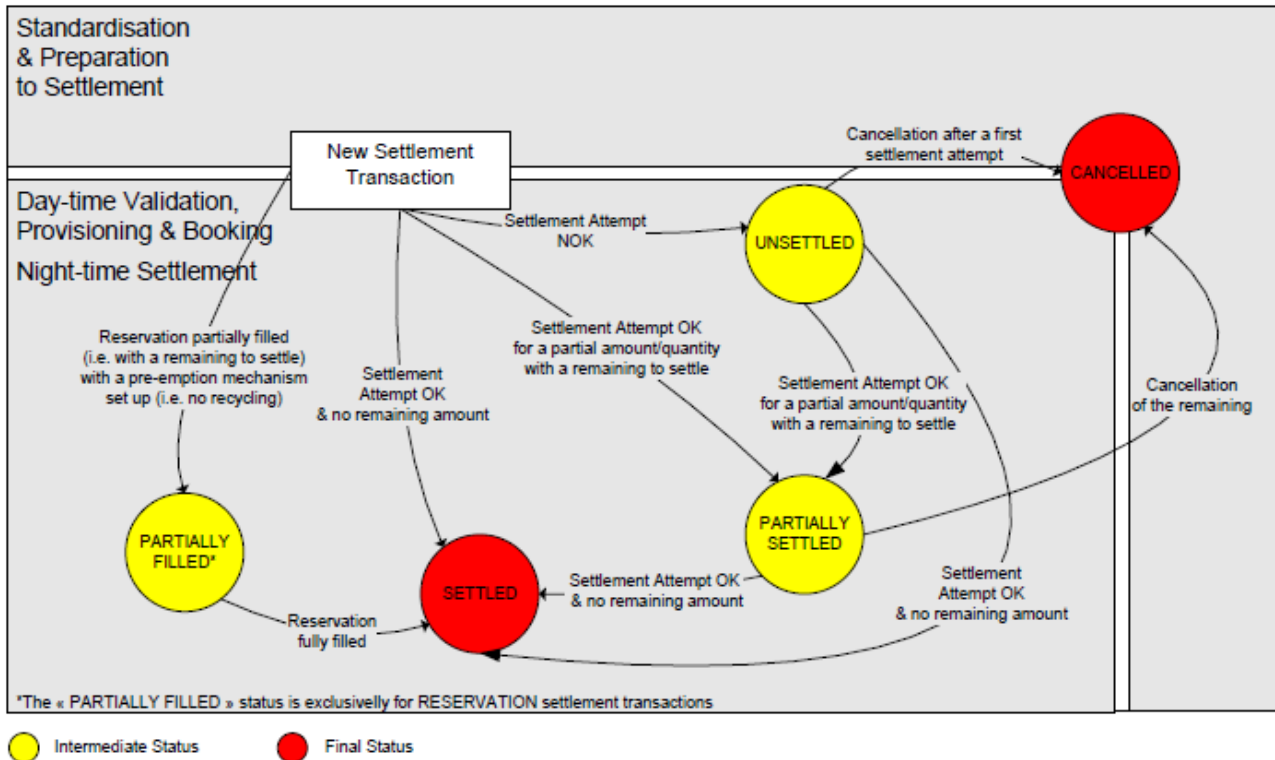 Standardisation
& Preparation
to Settlement
New Settlement
Transaction
Cancellation after a first
settlement attempt
CANCELLED
Day-time Validation,
Provisioning & Booking
Night-time Settlement
Settlement Attempt
NOK
UNSETTLED
Reservation partially filled
(i.e. with a remaining to settle)
with a pre-emption mechanism
set up (i.e. no recycling)
Settlement
Attempt OK
& no remaining amount
Settlement Attempt OK
for a partial amount/quantity
with a remaining to settle
Settlement Attempt OK
for a partial amount/quantity
with a remaining to settle
Cancellation
of the remaining
PARTIALLY
FILLED*
SETTLED
PARTIALLY
SETTLED
Settlement Attempt OK
& no remaining amount
Settlement
Attempt OK
& no remaining amount
Reservation
fully filled
*The « PARTIALLY FILLED » status is exclusivelly for RESERVATION settlement transactions
Intermediate Status
Final Status